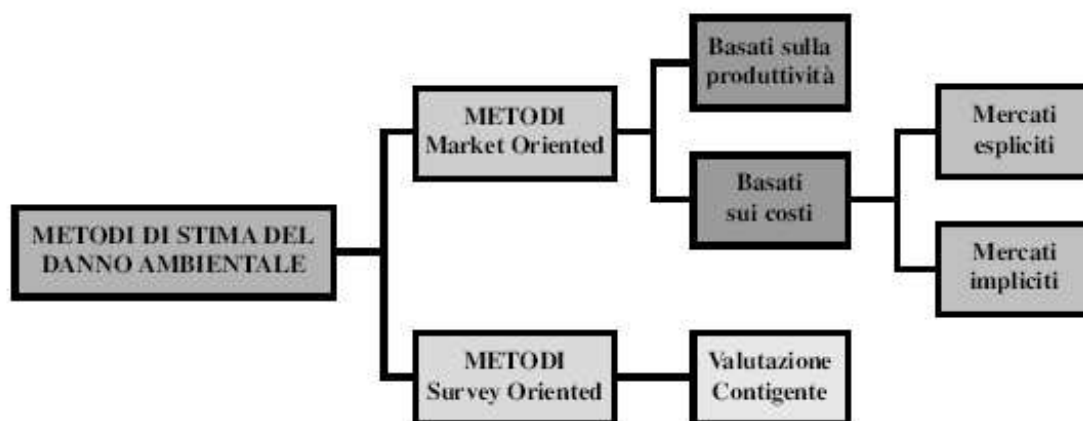 Basati sulla
produttività
METODI
Market Oriented
Mercati
espliciti
Basati
sui costi
METODI DI STIMA DEL
DANNO AMBIENTALE
Mercati
impliciti
METODI
Survey Oriented
Valutazione
Contigente